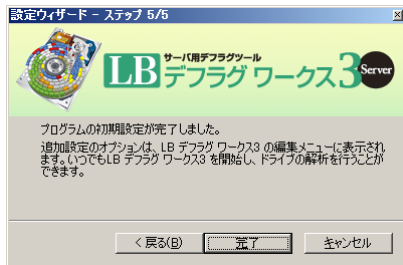 設定ウィザード - ステップ 5/5
サーバ用デフラグツール
LB デフラグ ワークス3 Server
プログラムの初期設定が完了しました。
追加設定のオプションは、LB デフラグ ワークス3 の編集メニューに表示され
ます。いつでもLB デフラグ ワークス3 を開始し、ドライブの解析を行うことが
できます。
< 戻る(B)
完了
キャンセル